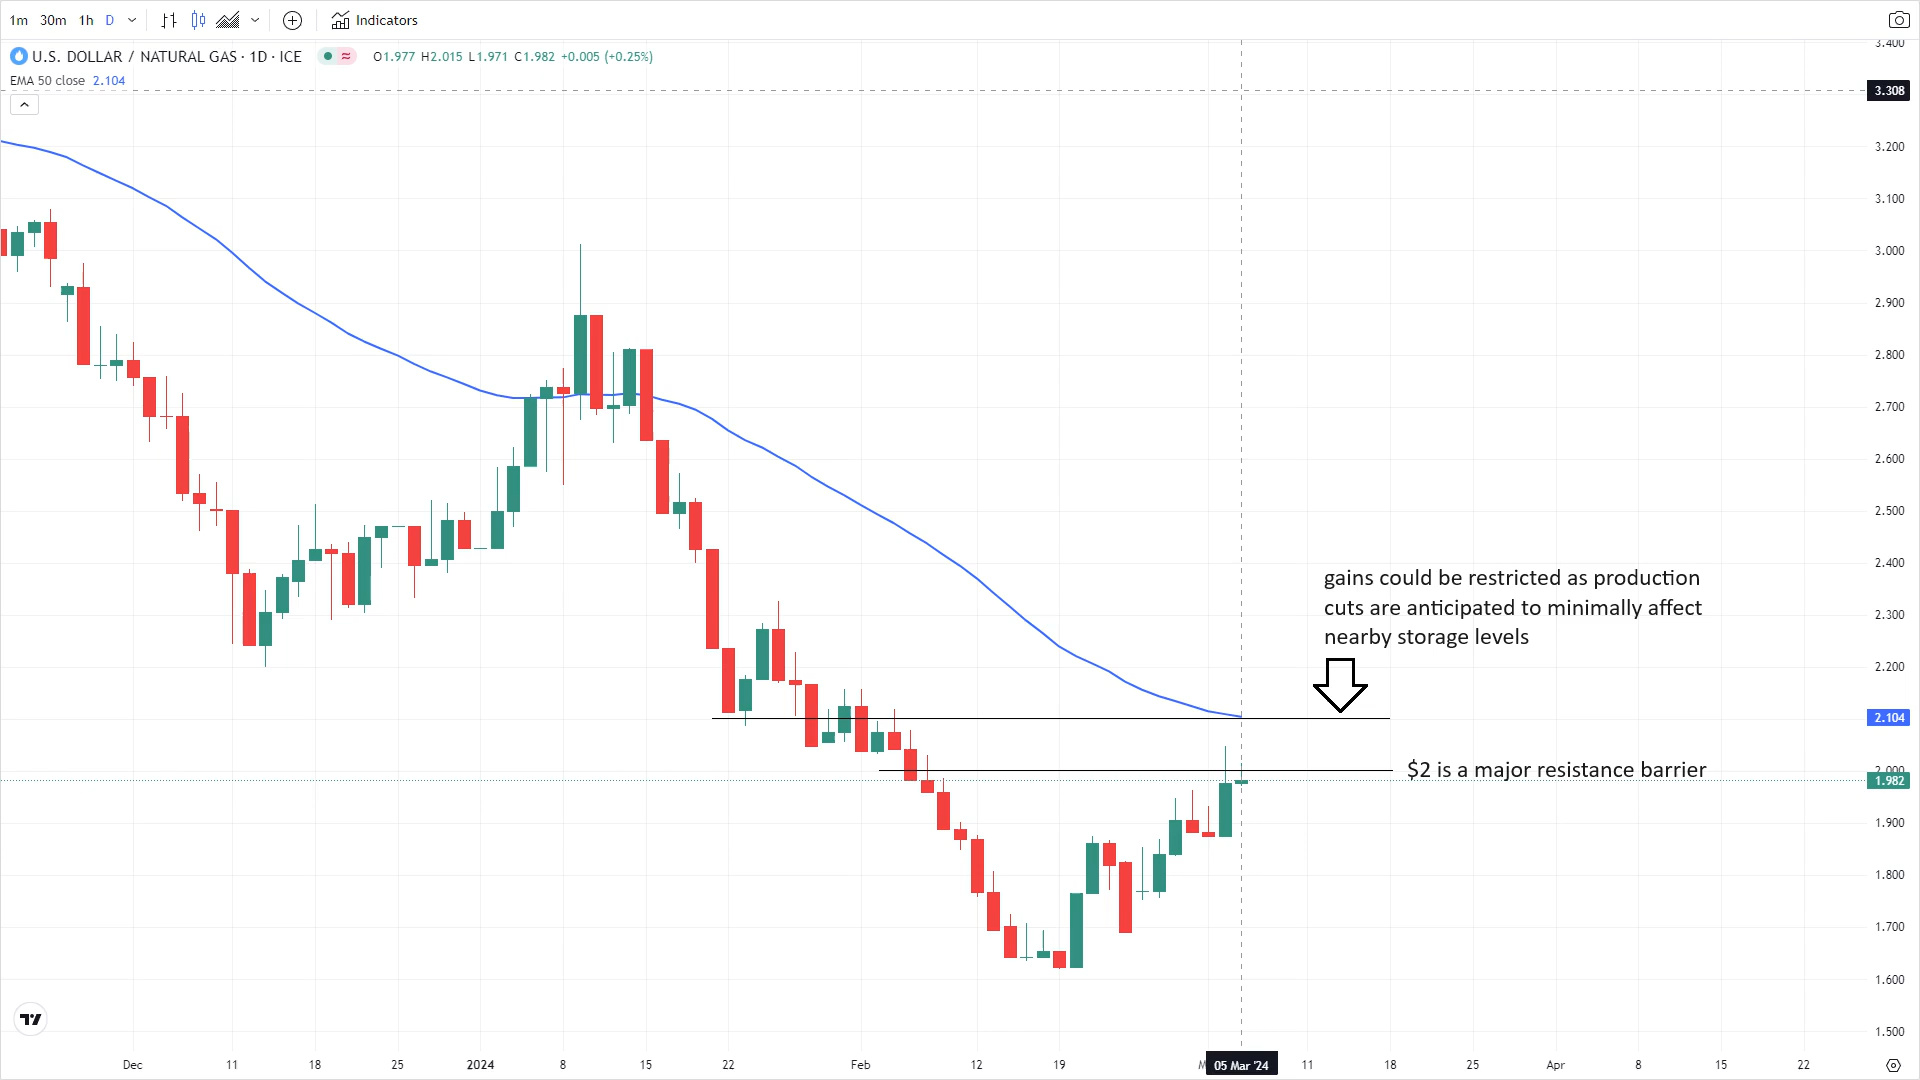 1m 30m 1h D Indicators
3.400
U.S. DOLLAR / NATURAL GAS · 1D · ICE O1.977 H2.015 L1.971 C1.982 +0.005 (+0.25%)
EMA 50 close 2.104
3.308
3.200
3.100
3.000
2.900
2.800
2.700
2.600
2.500
2.400
gains could be restricted as production
cuts are anticipated to minimally affect
nearby storage levels
2.300
2.200
2.104
$2 is a major resistance barrier
2.000
1.982
1.900
1.800
1.700
1.600
1.500
Dec 11 18 25 2024 8 15 22 Feb 12 19 05 Mar '24 11 18 25 Apr 8 15 22